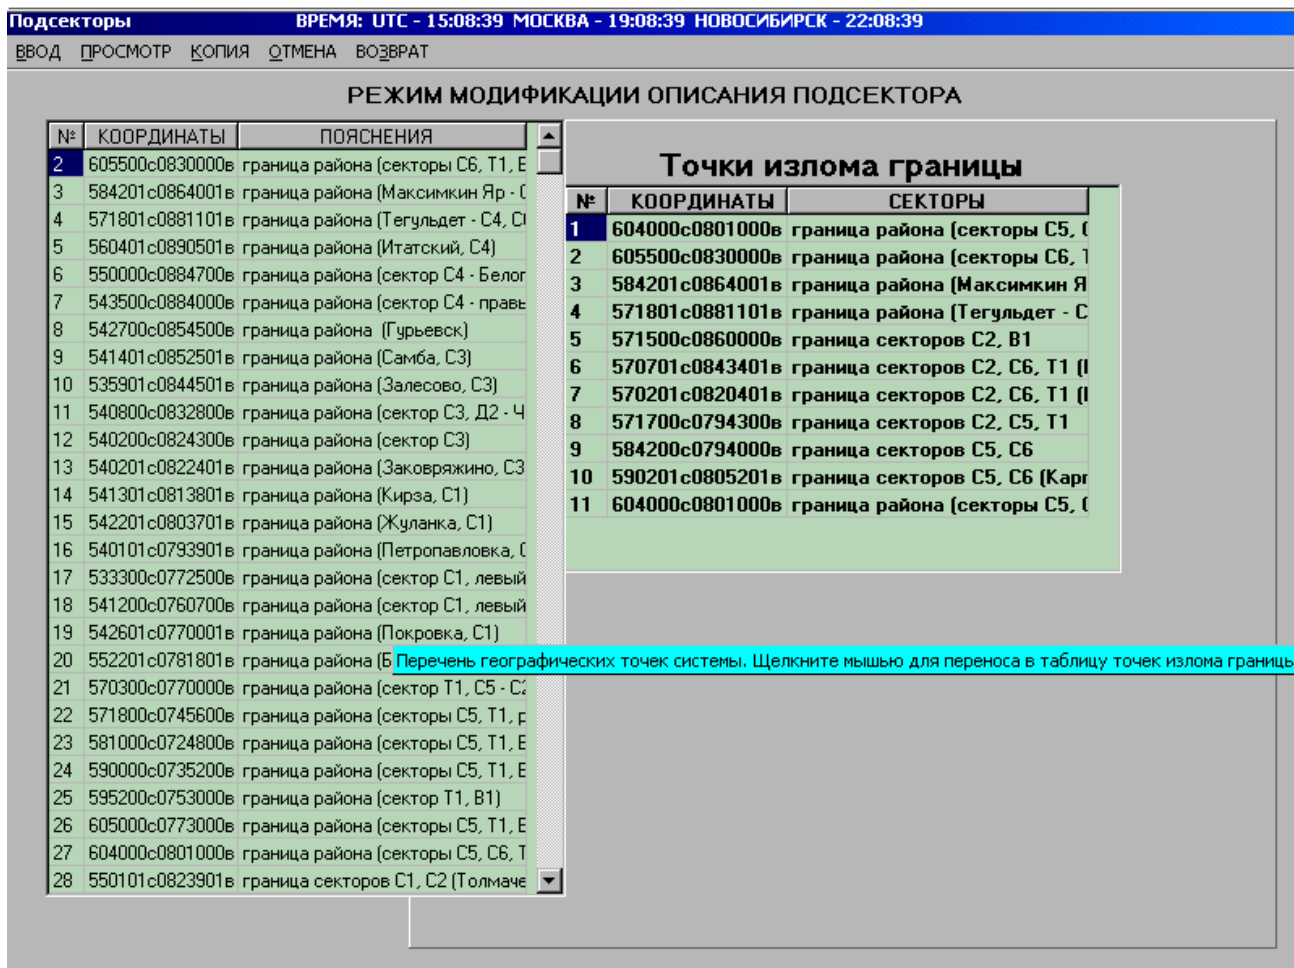 Подсекторы ВРЕМЯ: UTC - 15:08:39 МОСКВА - 19:08:39 НОВОСИБИРСК - 22:08:39
ВВОД ПРОСМОТР КОПИЯ ОТМЕНА ВОЗВРАТ
РЕЖИМ МОДИФИКАЦИИ ОПИСАНИЯ ПОДСЕКТОРА
№ КООРДИНАТЫ ПОЯСНЕНИЯ
2 605500с0830000в граница района (секторы С6, Т1,
3 584201с0864001в граница района (Максимкин Яр -
4 571801с0881101в граница района (Тегульдет - С4,
5 560401с0890501в граница района (Итатский, С4)
6 550000с0884700в граница района (сектор С4 - Белог
7 543500с0884000в граница района (сектор С4 - правы
8 542700с0854500в граница района (Гурьевск)
9 541401с0852501в граница района (Самба, С3)
10 535901с0844501в граница района (Залесово, С3)
11 540800с0832800в граница района (сектор С3, Д2 - Ч
12 540200с0824300в граница района (сектор С3)
13 540201с0822401в граница района (Заковряжино, С3
14 541301с0813801в граница района (Кирза, С1)
15 542201с0803701в граница района (Жуланка, С1)
16 540101с0793901в граница района (Петропавловка,
17 533300с0772500в граница района (сектор С1, левый
18 541200с0760700в граница района (сектор С1, левый
19 542601с0770001в граница района (Покровка, С1)
20 552201с0781801в граница района (Б
21 570300с0770000в граница района (сектор Т1, С5 - С2
22 571800с0745600в граница района (секторы С5, Т1, р
23 581000с0724800в граница района (секторы С5, Т1,
24 590000с0735200в граница района (секторы С5, Т1,
25 595200с0753000в граница района (сектор Т1, В1)
26 605000с0773000в граница района (секторы С5, Т1,
27 604000с0801000в граница района (секторы С5, С6, Т
28 550101с0823901в граница секторов С1, С2 (Толмаче
Точки излома границы
№ КООРДИНАТЫ СЕКТОРЫ
1 604000с0801000в граница района (секторы С5,
2 605500с0830000в граница района (секторы С6,
3 584201с0864001в граница района (Максимкин Я
4 571801с0881101в граница района (Тегульдет - С
5 571500с0860000в граница секторов С2, В1
6 570701с0843401в граница секторов С2, С6, Т1 (
7 570201с0820401в граница секторов С2, С6, Т1 (
8 571700с0794300в граница секторов С2, С5, Т1
9 584200с0794000в граница секторов С5, С6
10 590201с0805201в граница секторов С5, С6 (Карг
11 604000с0801000в граница района (секторы С5,
Перечень географических точек системы. Щелкните мышью для переноса в таблицу точек излома границы